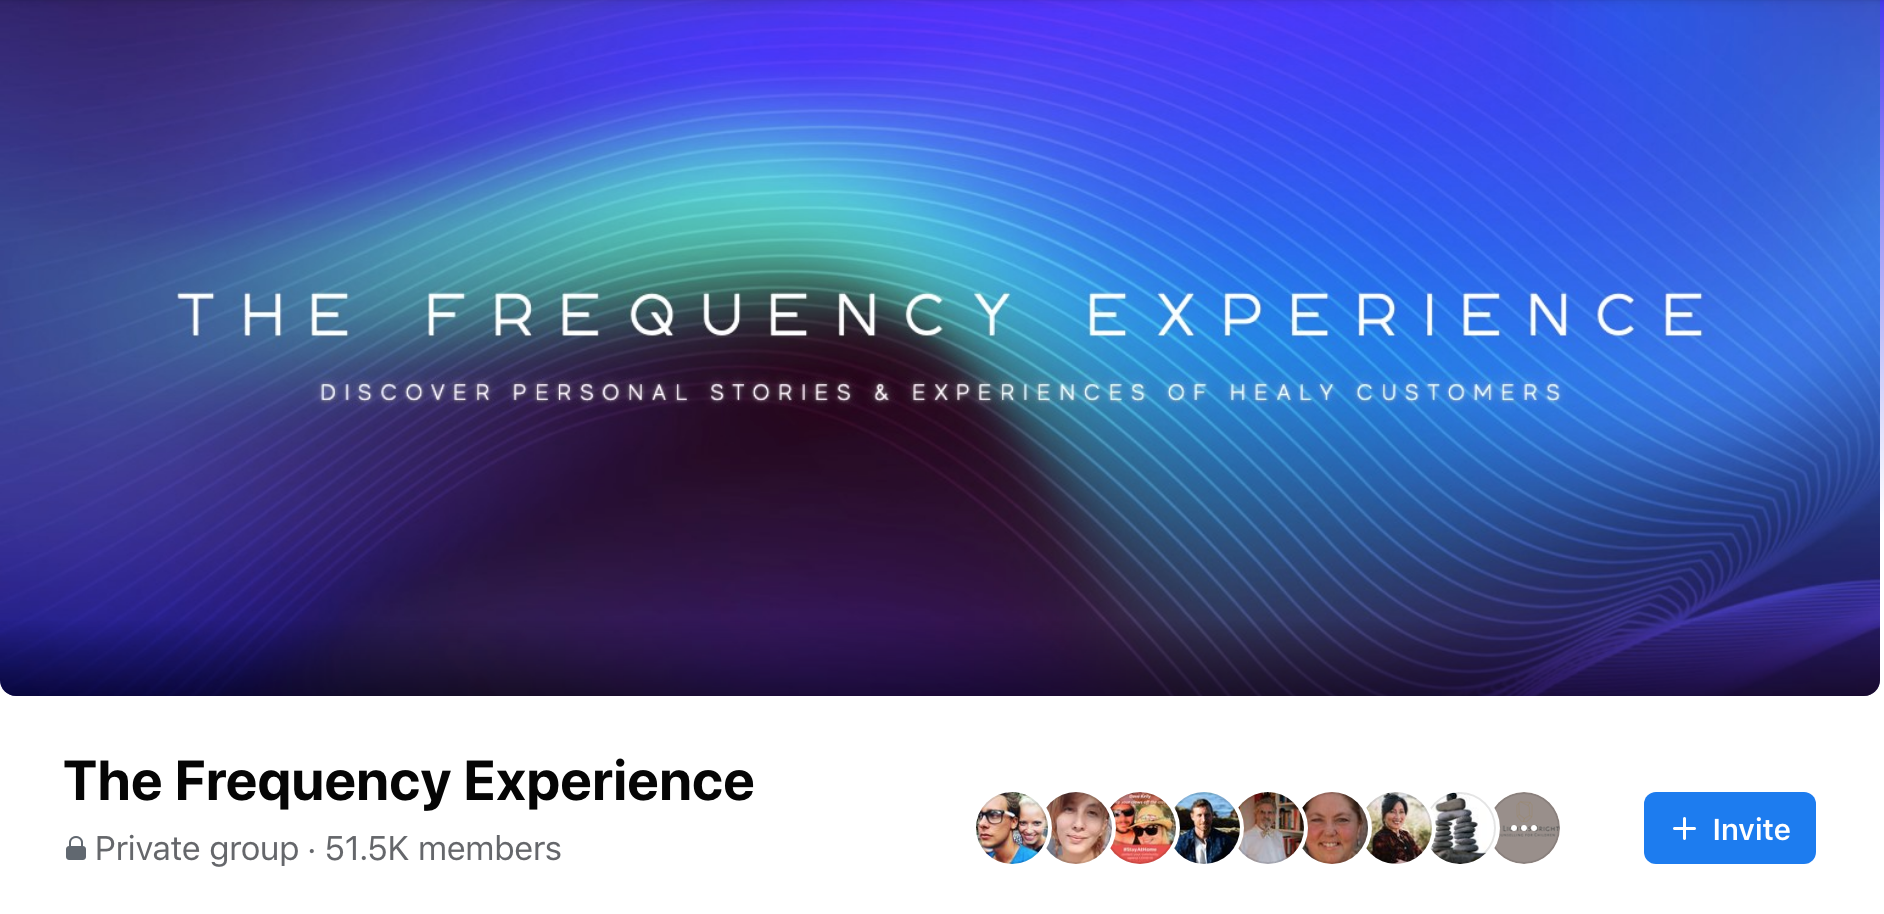 THE FREQUENCY EXPERIENCE
DISCOVER PERSONAL STORIES & EXPERIENCES OF HEALY CUSTOMERS
The Frequency Experience
Private group · 51.5K members
#StayAtHome
Invite